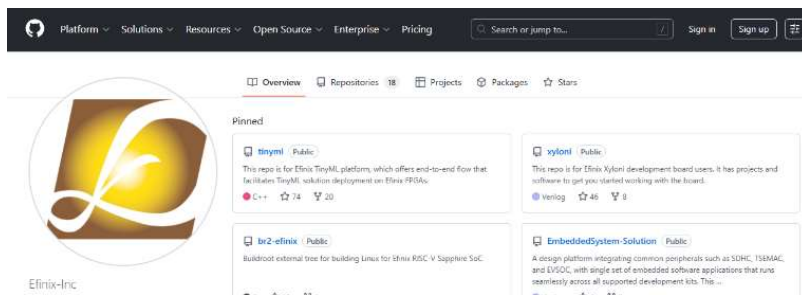 Platform Solutions Resources Open Source Enterprise Pricing Search or jump to... / Sign in Sign up
Overview Repositories 18 Projects Packages Stars
Pinned
tinyml Public
This repo is for Efinix TinyML platform, which offers end-to-end flow that
facilitates TinyML solution deployment on Efinix FPGAs.
C++ 74 20
xyloni Public
This repo is for Efinix Xyloni development board users. It has projects and
software to get you started working with the board.
Verilog 46 8
br2-efinix Public
Buildroot external tree for building Linux for Efinix RISC-V Sapphire SoC
EmbeddedSystem-Solution Public
A design platform integrating common peripherals such as SDHC, TSEMAC,
and EVSOC, with single set of embedded software applications that runs
seamlessly across all supported development kits. This ...
Efinix-Inc